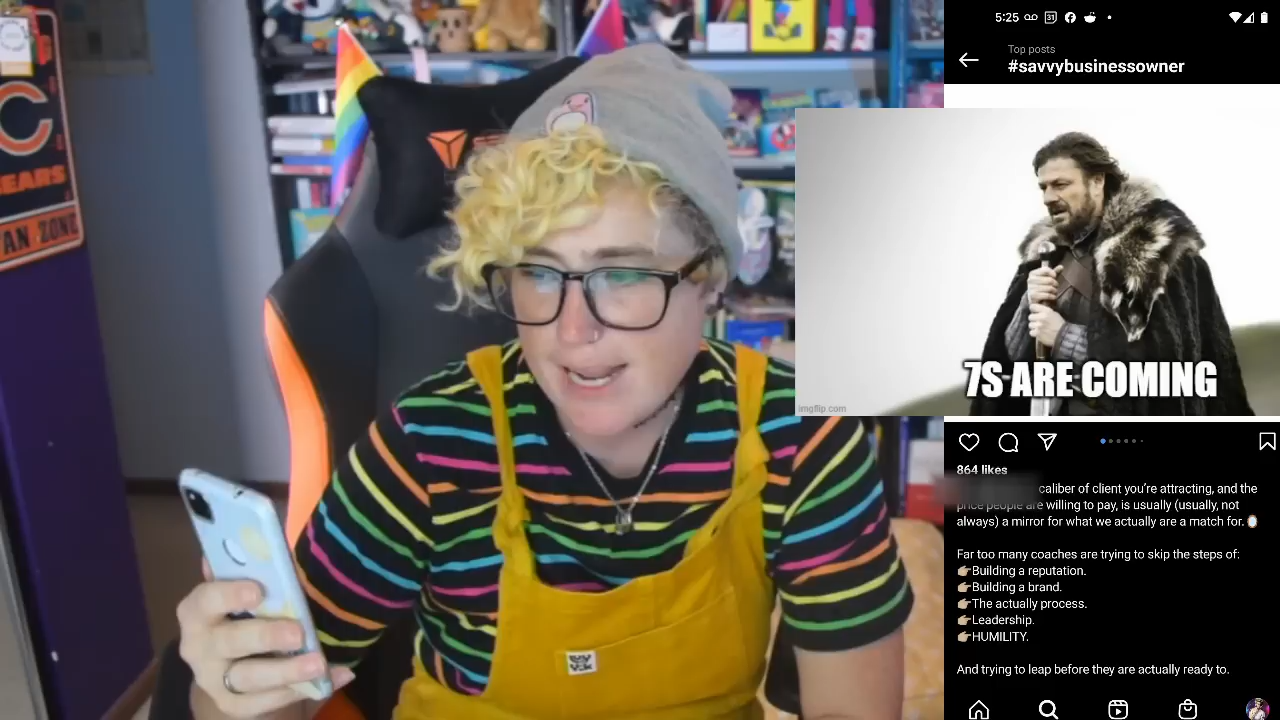 5:25
31
Top posts
#savvybusinessowner
C
BEARS
FAN ZONE
7S ARE COMING
imgflip.com
864 likes
caliber of client you're attracting, and the
price people are willing to pay, is usually (usually, not
always) a mirror for what we actually are a match for.🪞
Far too many coaches are trying to skip the steps of:
👉🏼Building a reputation.
👉🏼Building a brand.
👉🏼The actually process.
👉🏼Leadership.
👉🏼HUMILITY.
And trying to leap before they are actually ready to.